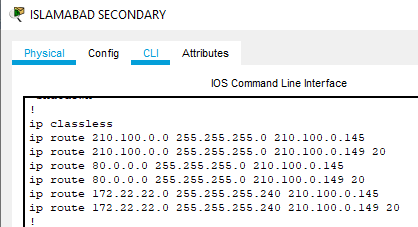 ISLAMABAD SECONDARY
Physical Config CLI Attributes
IOS Command Line Interface
!
ip classless
ip route 210.100.0.0 255.255.255.0 210.100.0.145
ip route 210.100.0.0 255.255.255.0 210.100.0.149 20
ip route 80.0.0.0 255.255.255.0 210.100.0.145
ip route 80.0.0.0 255.255.255.0 210.100.0.149 20
ip route 172.22.22.0 255.255.255.240 210.100.0.145
ip route 172.22.22.0 255.255.255.240 210.100.0.149 20
!